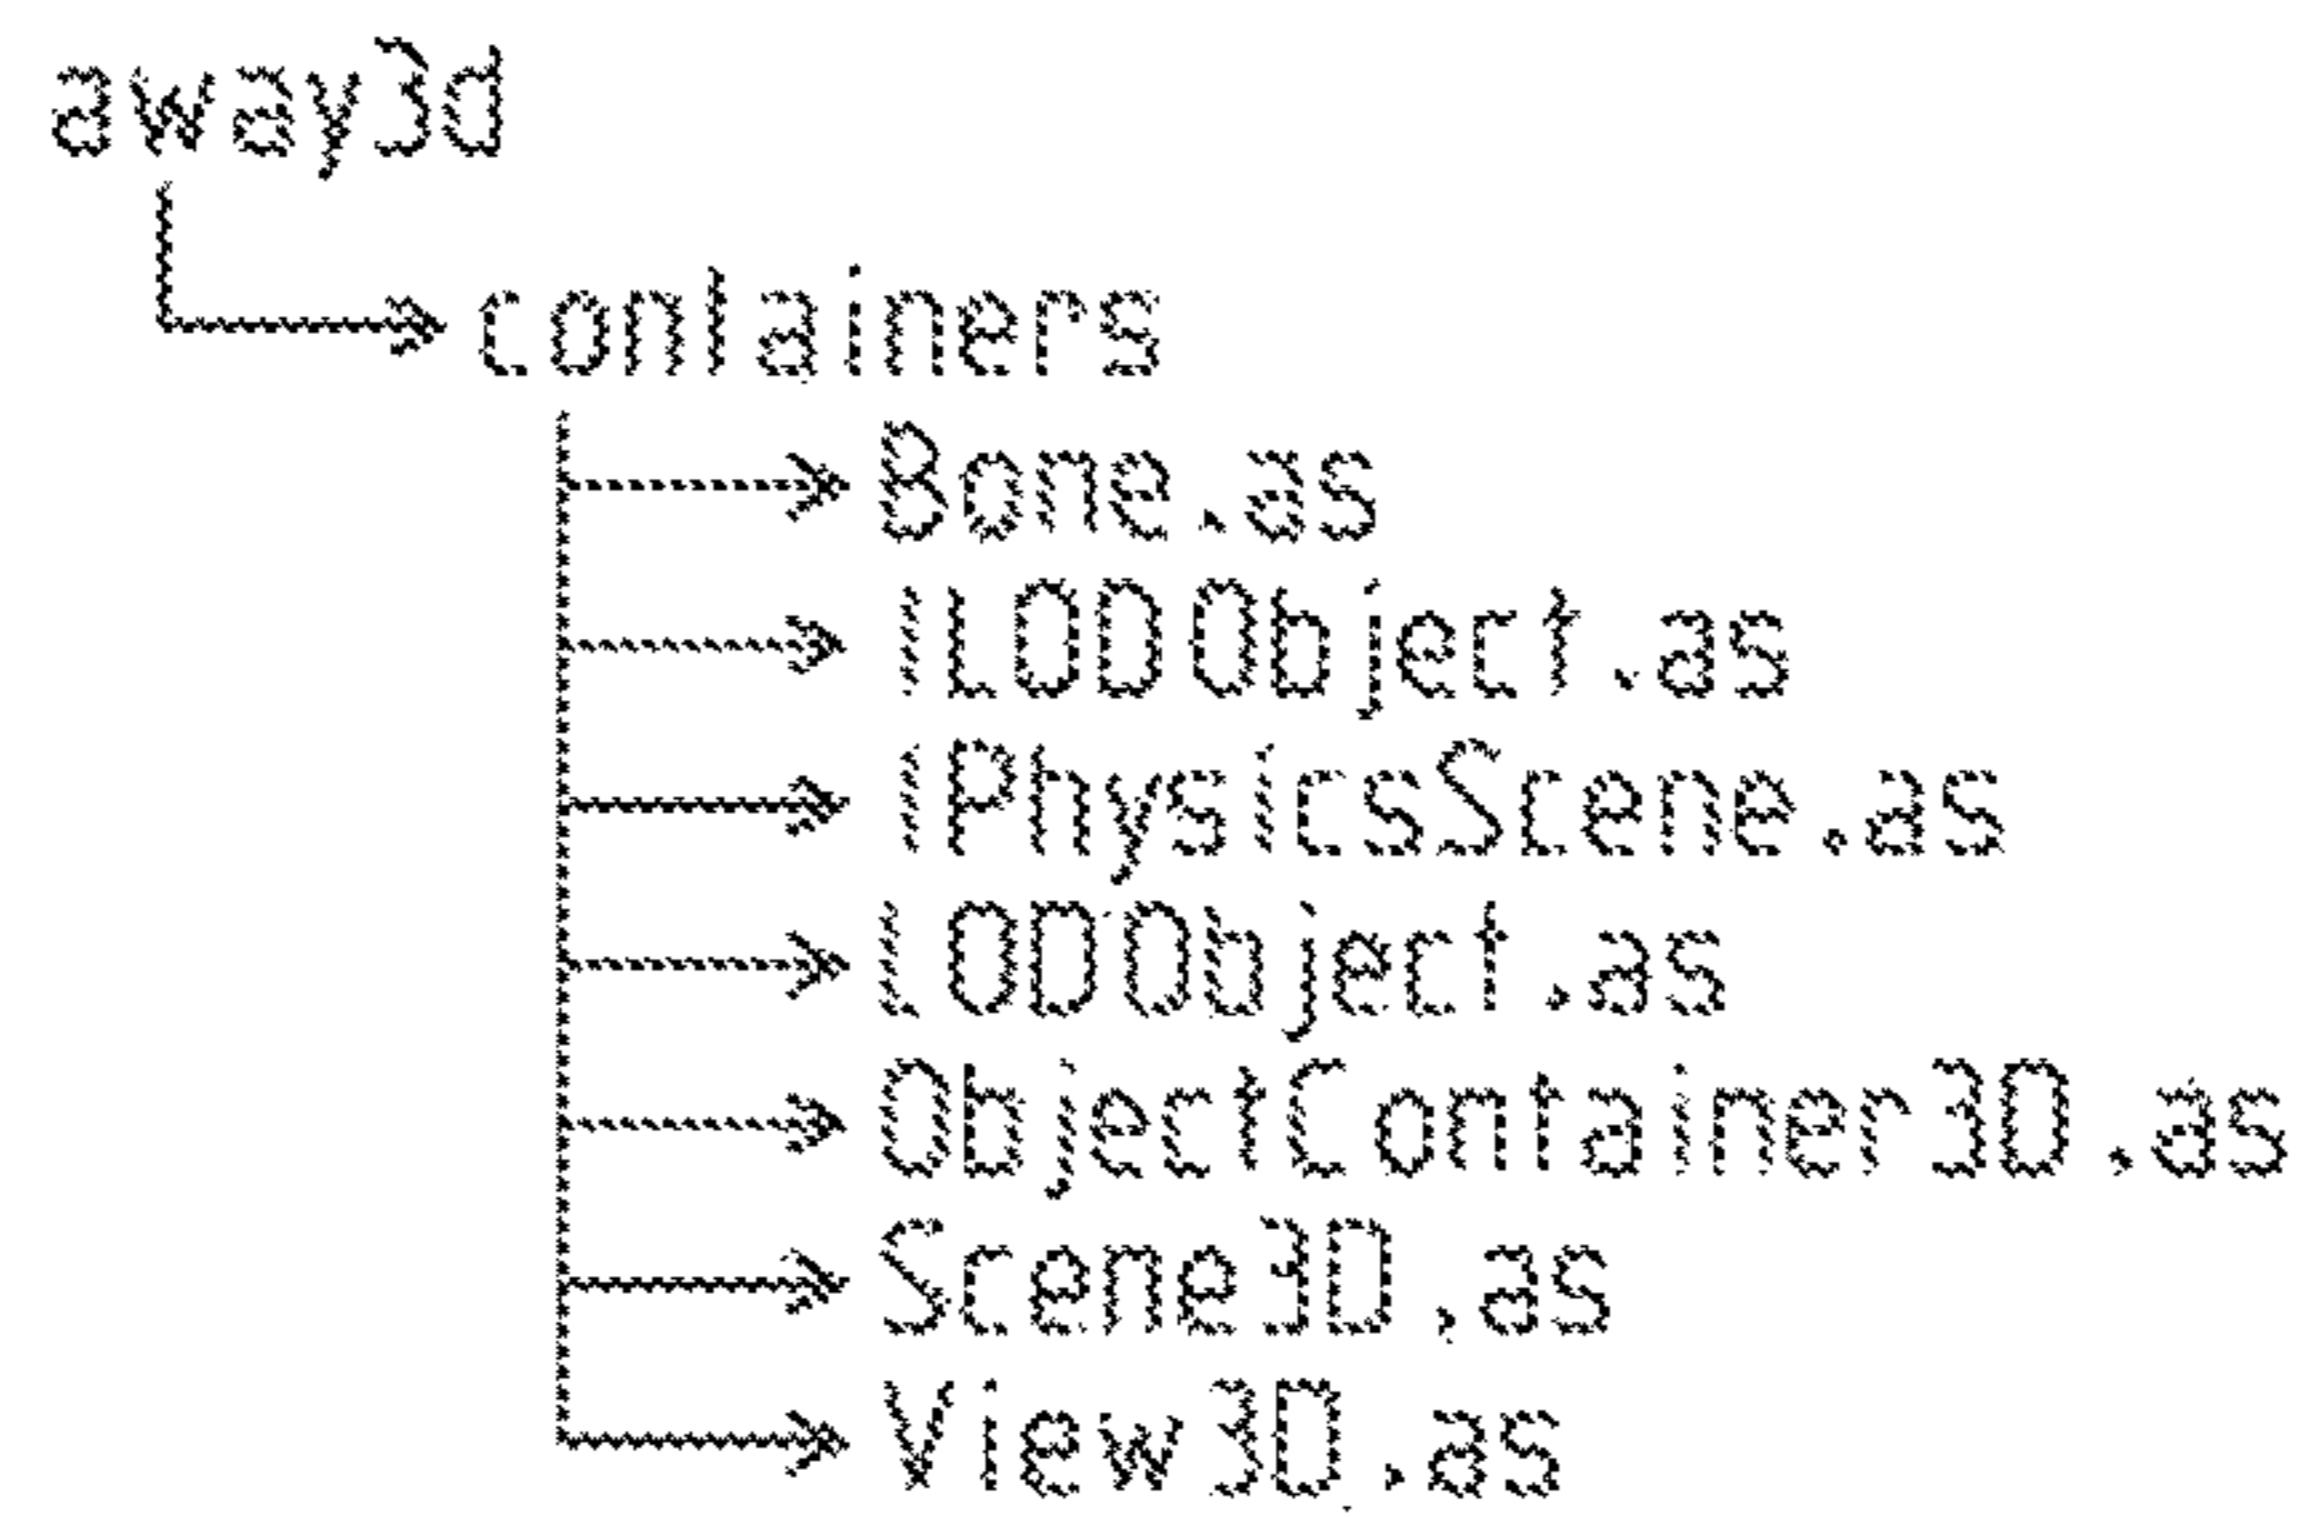 away3d
containers
Bone.as
ILODObject.as
IPhysicsScene.as
LODObject.as
ObjectContainer3D.as
Scene3D.as
View3D.as